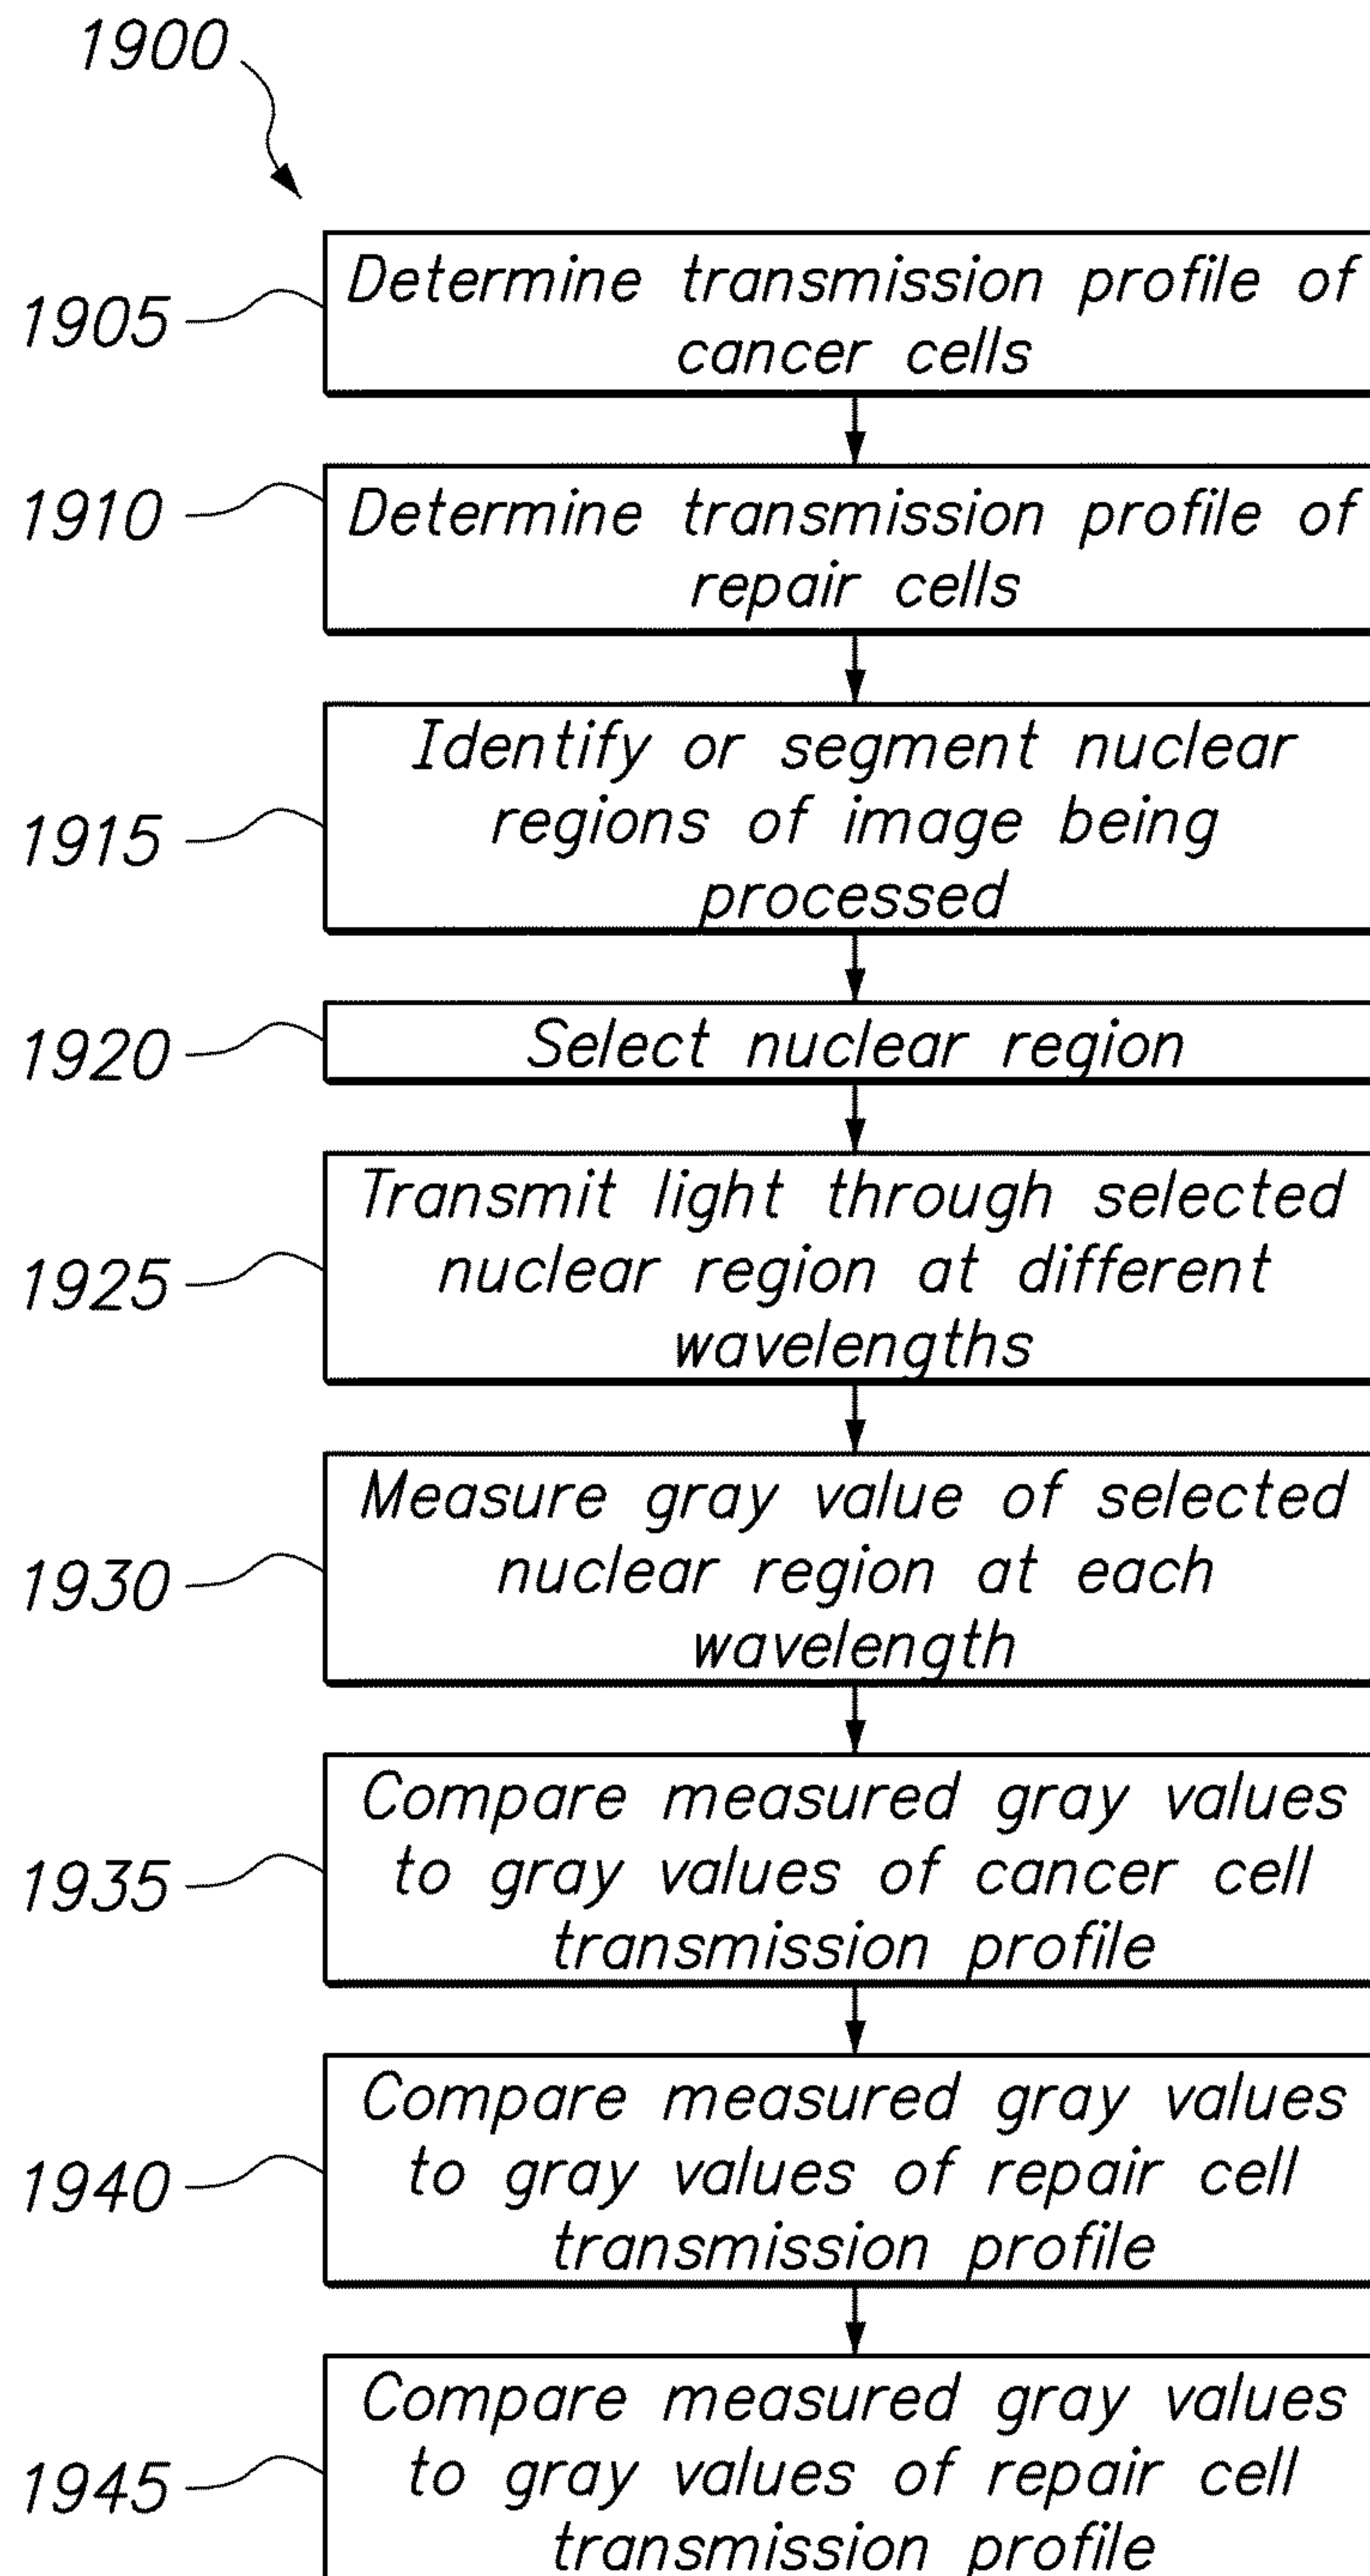 1900
1905
Determine transmission profile of
cancer cells
1910
Determine transmission profile of
repair cells
1915
Identify or segment nuclear
regions of image being
processed
1920
Select nuclear region
1925
Transmit light through selected
nuclear region at different
wavelengths
1930
Measure gray value of selected
nuclear region at each
wavelength
1935
Compare measured gray values
to gray values of cancer cell
transmission profile
1940
Compare measured gray values
to gray values of repair cell
transmission profile
1945
Compare measured gray values
to gray values of repair cell
transmission profile